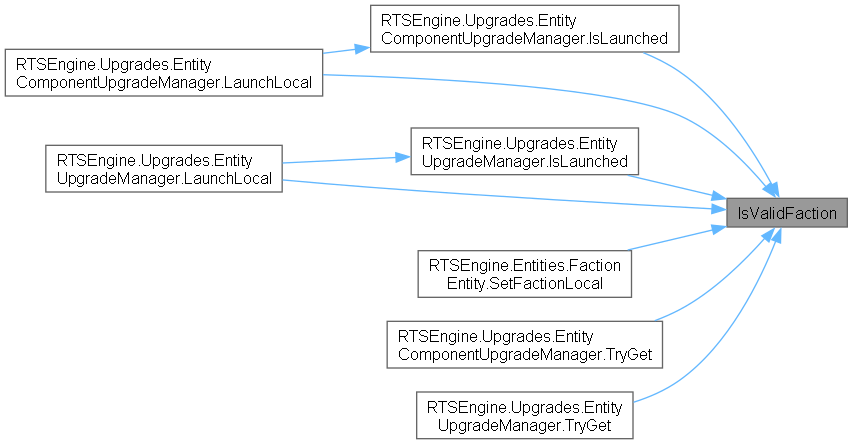 RTSEngine.Upgrades.Entity
ComponentUpgradeManager.IsLaunched
RTSEngine.Upgrades.Entity
ComponentUpgradeManager.LaunchLocal
RTSEngine.Upgrades.Entity
UpgradeManager.IsLaunched
RTSEngine.Upgrades.Entity
UpgradeManager.LaunchLocal
IsValidFaction
RTSEngine.Entities.Faction
Entity.SetFactionLocal
RTSEngine.Upgrades.Entity
ComponentUpgradeManager.TryGet
RTSEngine.Upgrades.Entity
UpgradeManager.TryGet